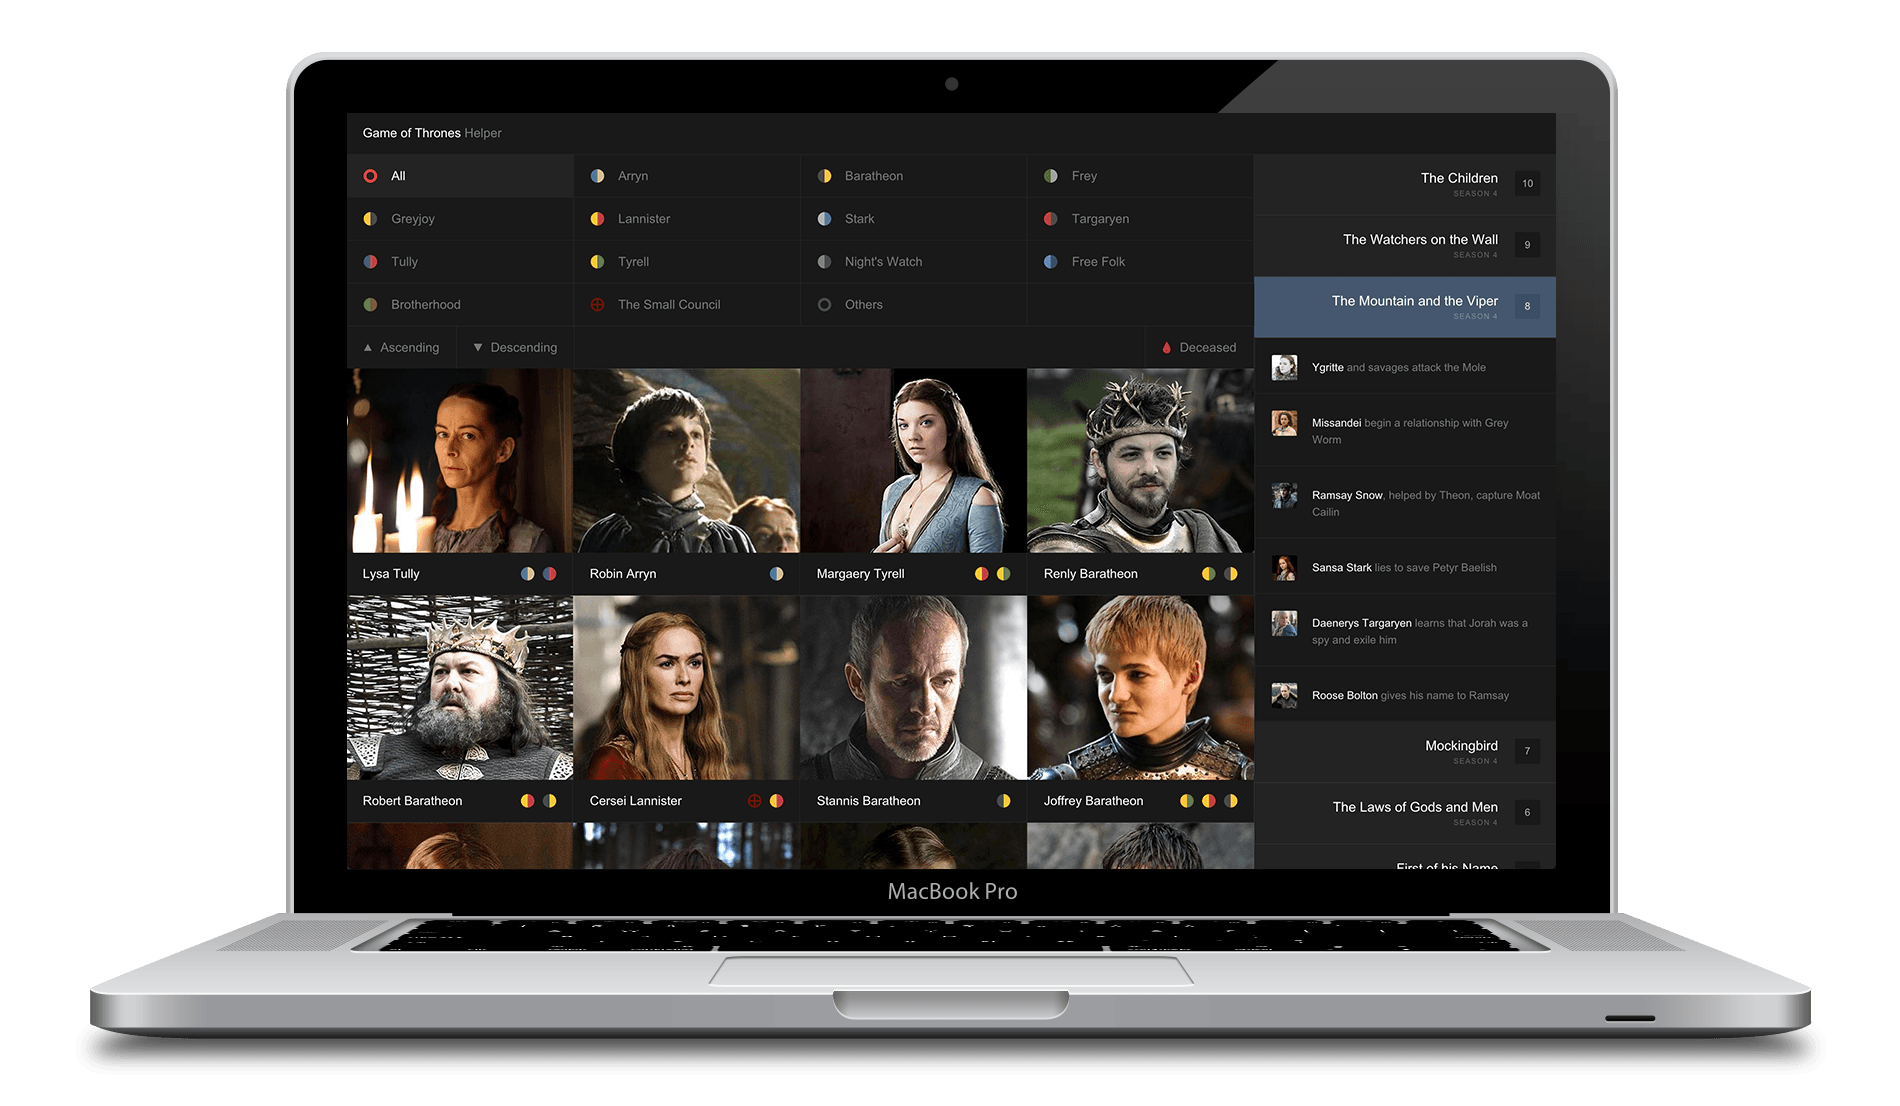 Game of Thrones Helper
All
Arryn
Baratheon
Frey
Greyjoy
Lannister
Stark
Targaryen
Tully
Tyrell
Night's Watch
Free Folk
Brotherhood
The Small Council
Others
Ascending
Descending
Deceased
Lysa Tully
Robin Arryn
Margaery Tyrell
Renly Baratheon
Robert Baratheon
Cersei Lannister
Stannis Baratheon
Joffrey Baratheon
The Children
SEASON 4
10
The Watchers on the Wall
SEASON 4
9
The Mountain and the Viper
SEASON 4
8
Ygritte and savages attack the Mole
Missandei begin a relationship with Grey
Worm
Ramsay Snow, helped by Theon, capture Moat
Cailin
Sansa Stark lies to save Petyr Baelish
Daenerys Targaryen learns that Jorah was a
spy and exile him
Roose Bolton gives his name to Ramsay
Mockingbird
SEASON 4
7
The Laws of Gods and Men
SEASON 4
6
First of his Name
MacBook Pro